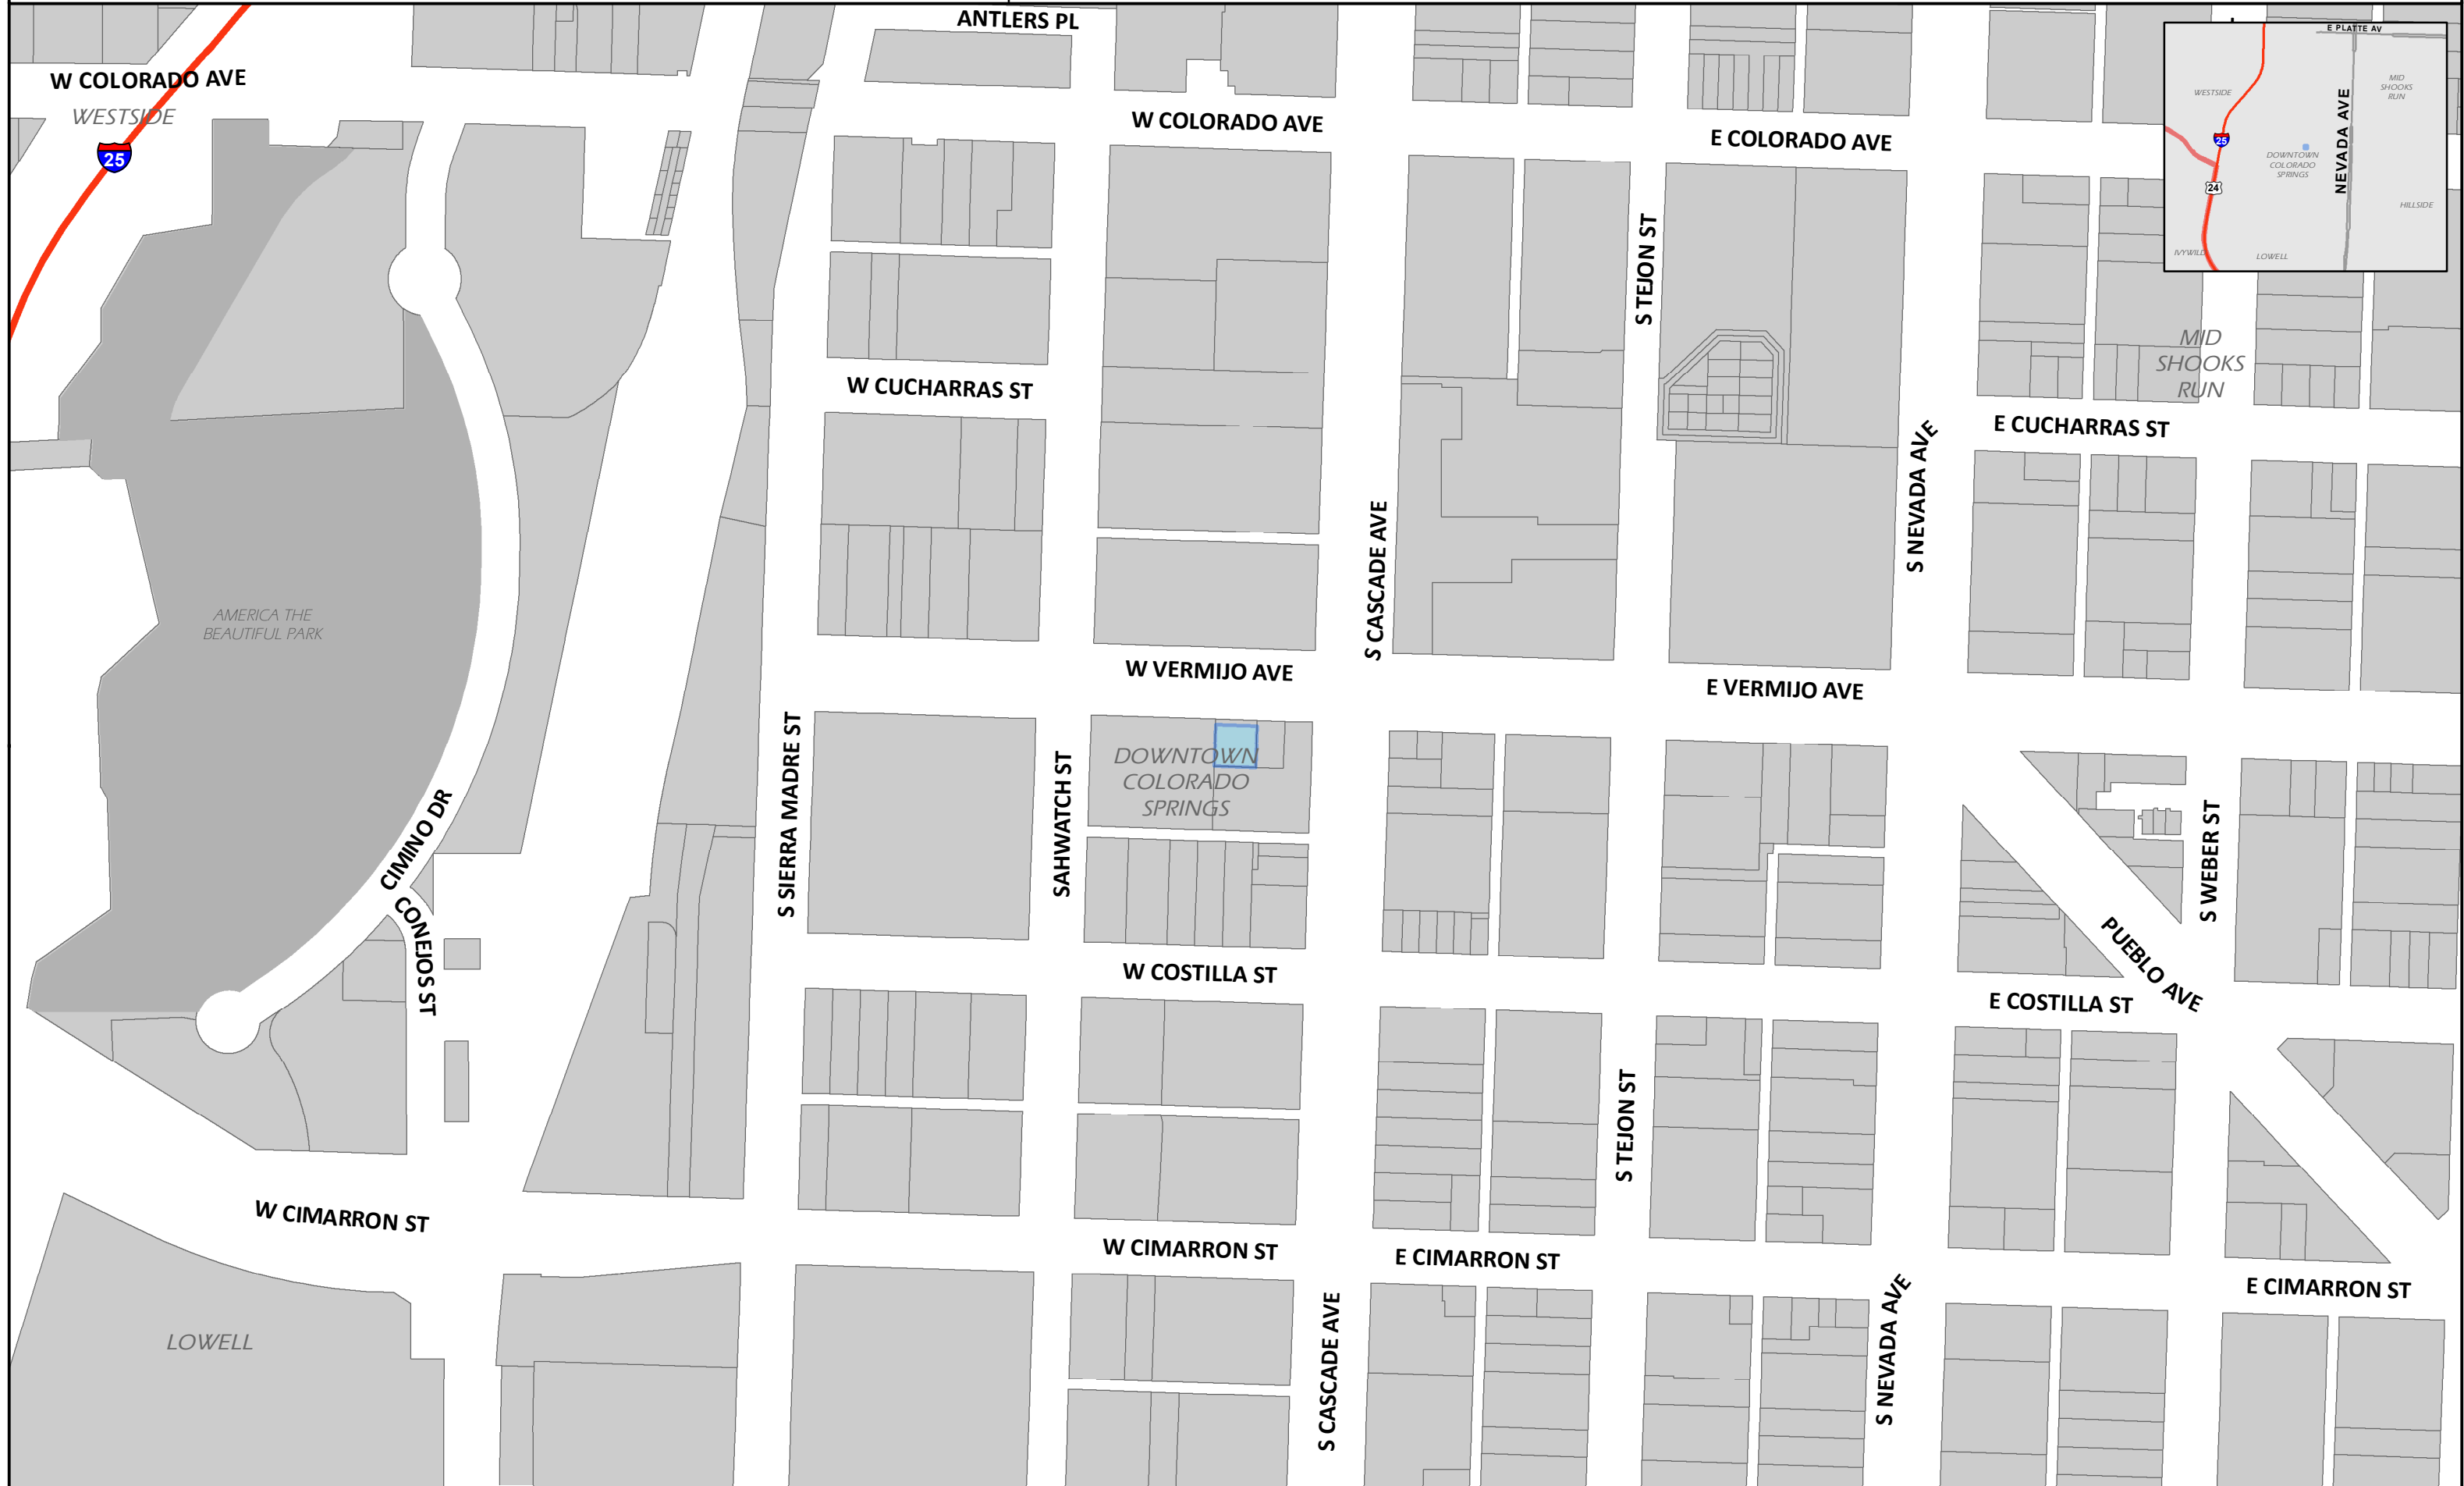 ANTLERS PL
W COLORADO AVE
WESTSIDE
25
W COLORADO AVE
E COLORADO AVE
E PLATTE AV
WESTSIDE
MID
SHOOKS
RUN
NEVADA AVE
25
DOWNTOWN
COLORADO
SPRINGS
24
HILLSIDE
IVYWILD
LOWELL
S TEJON ST
MID
SHOOKS
RUN
W CUCHARRAS ST
E CUCHARRAS ST
S NEVADA AVE
S CASCADE AVE
AMERICA THE
BEAUTIFUL PARK
W VERMIJO AVE
E VERMIJO AVE
S SIERRA MADRE ST
SAHWATCH ST
DOWNTOWN
COLORADO
SPRINGS
CIMINO DR
CONEJOS ST
S WEBER ST
PUEBLO AVE
W COSTILLA ST
E COSTILLA ST
S TEJON ST
W CIMARRON ST
W CIMARRON ST
E CIMARRON ST
E CIMARRON ST
LOWELL
S CASCADE AVE
S NEVADA AVE